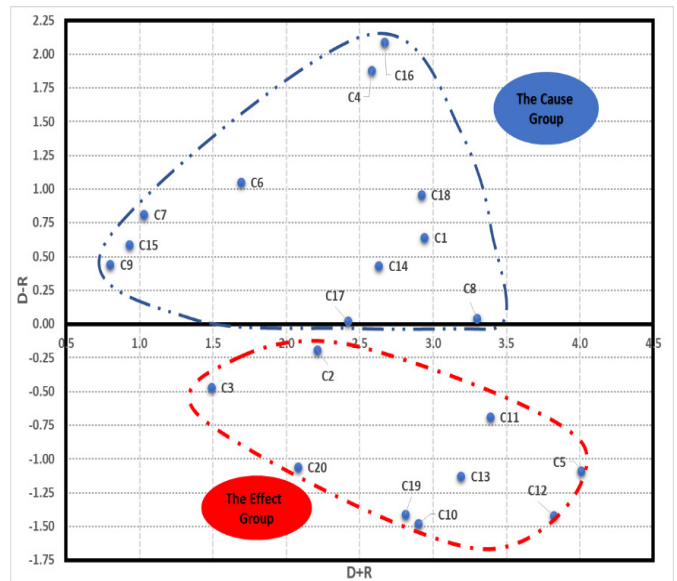 2.25
2.00
C16
C4
1.75
The Cause
Group
1.50
1.25
1.00
C6
C18
0.75
C7
C1
C15
0.50
C9
C14
D-R
0.25
C17
C8
0.00
0.5
1.0
1.5
2.0
2.5
3.0
3.5
4.0
4.5
-0.25
C2
-0.50
C3
C11
-0.75
-1.00
C20
C5
C13
-1.25
The Effect
Group
C19
C12
C10
-1.50
-1.75
D+R